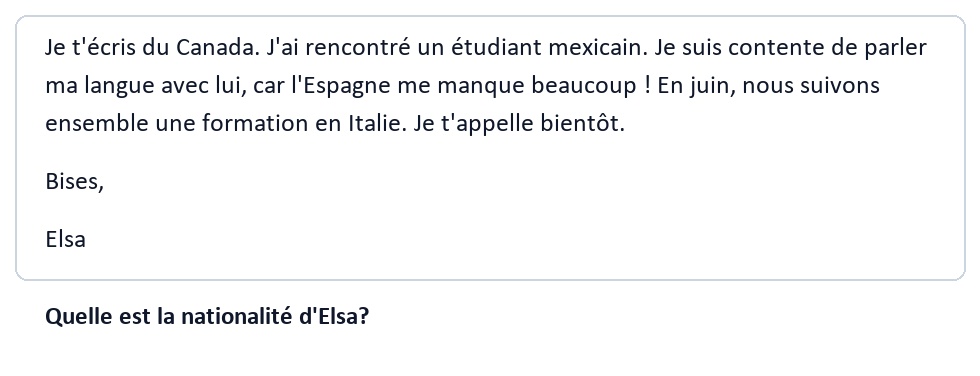 Je t'écris du Canada. J'ai rencontré un étudiant mexicain. Je suis contente de parler
ma langue avec lui, car l'Espagne me manque beaucoup ! En juin, nous suivons
ensemble une formation en Italie. Je t'appelle bientôt.
Bises,
Elsa
Quelle est la nationalité d'Elsa?